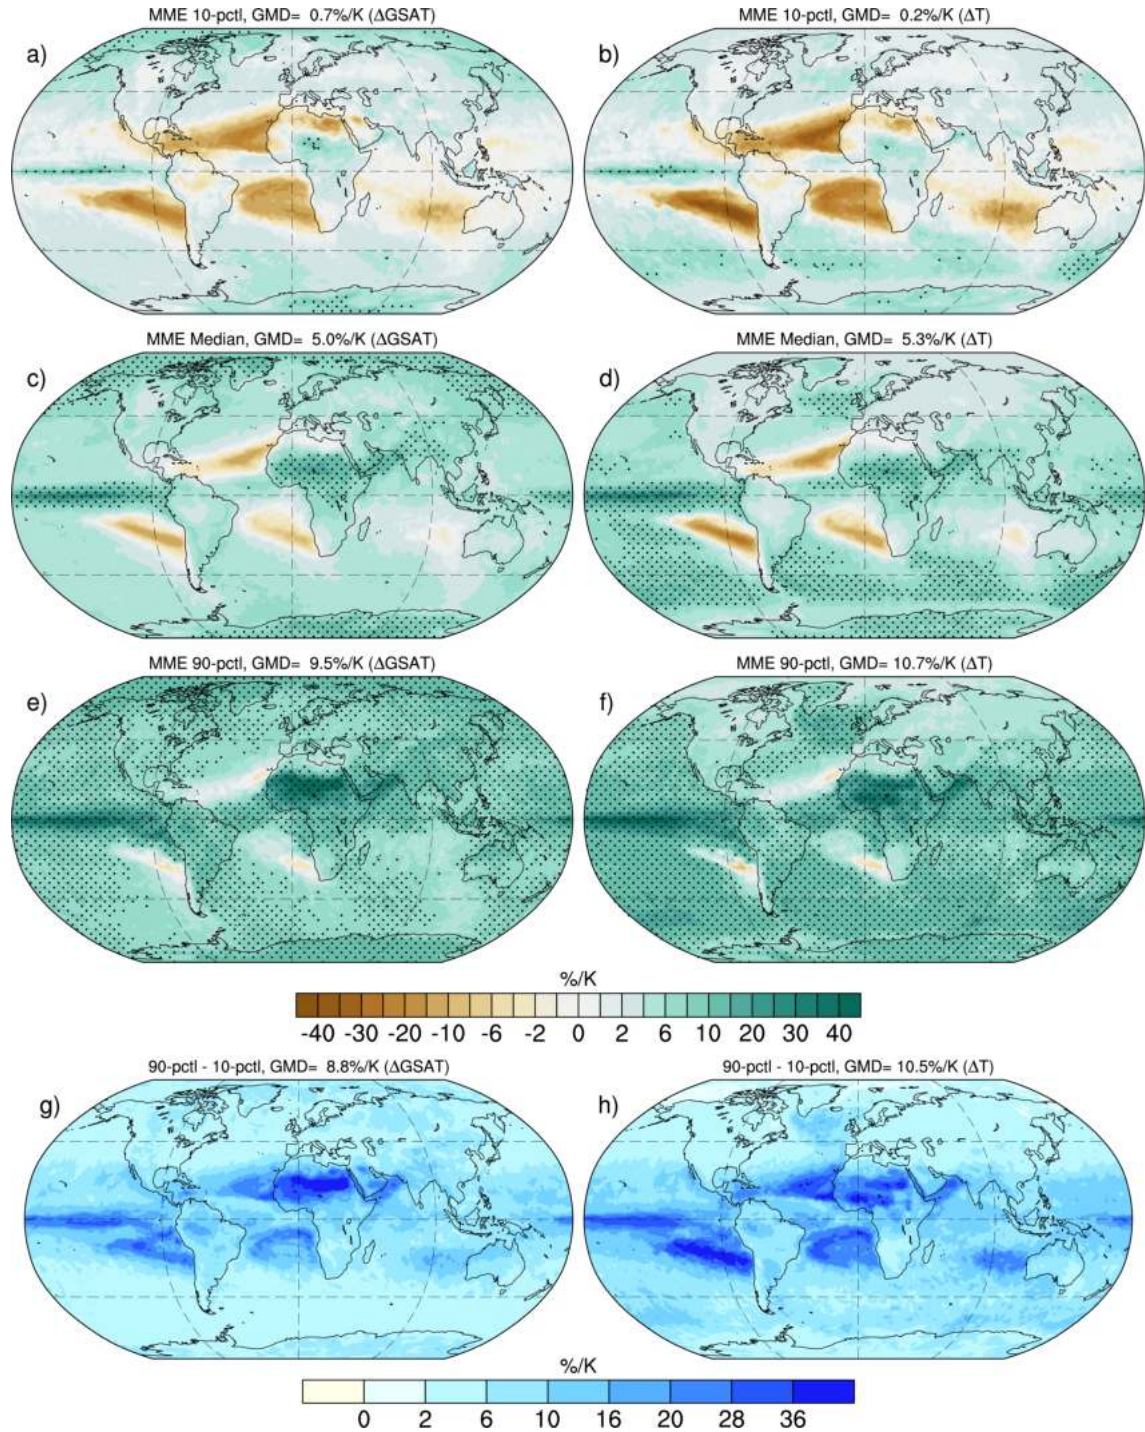 MME 10-pctl, GMD= 0.7%/K (ΔGSAT)
MME 10-pctl, GMD= 0.2%/K (ΔT)
a)
b)
MME Median, GMD= 5.0%/K (ΔGSAT)
MME Median, GMD= 5.3%/K (ΔT)
c)
d)
MME 90-pctl, GMD= 9.5%/K (ΔGSAT)
MME 90-pctl, GMD= 10.7%/K (ΔT)
e)
f)
%/K
-40 -30 -20 -10 -6 -2 0 2 6 10 20 30 40
90-pctl - 10-pctl, GMD= 8.8%/K (ΔGSAT)
90-pctl - 10-pctl, GMD= 10.5%/K (ΔT)
g)
h)
%/K
0 2 6 10 16 20 28 36